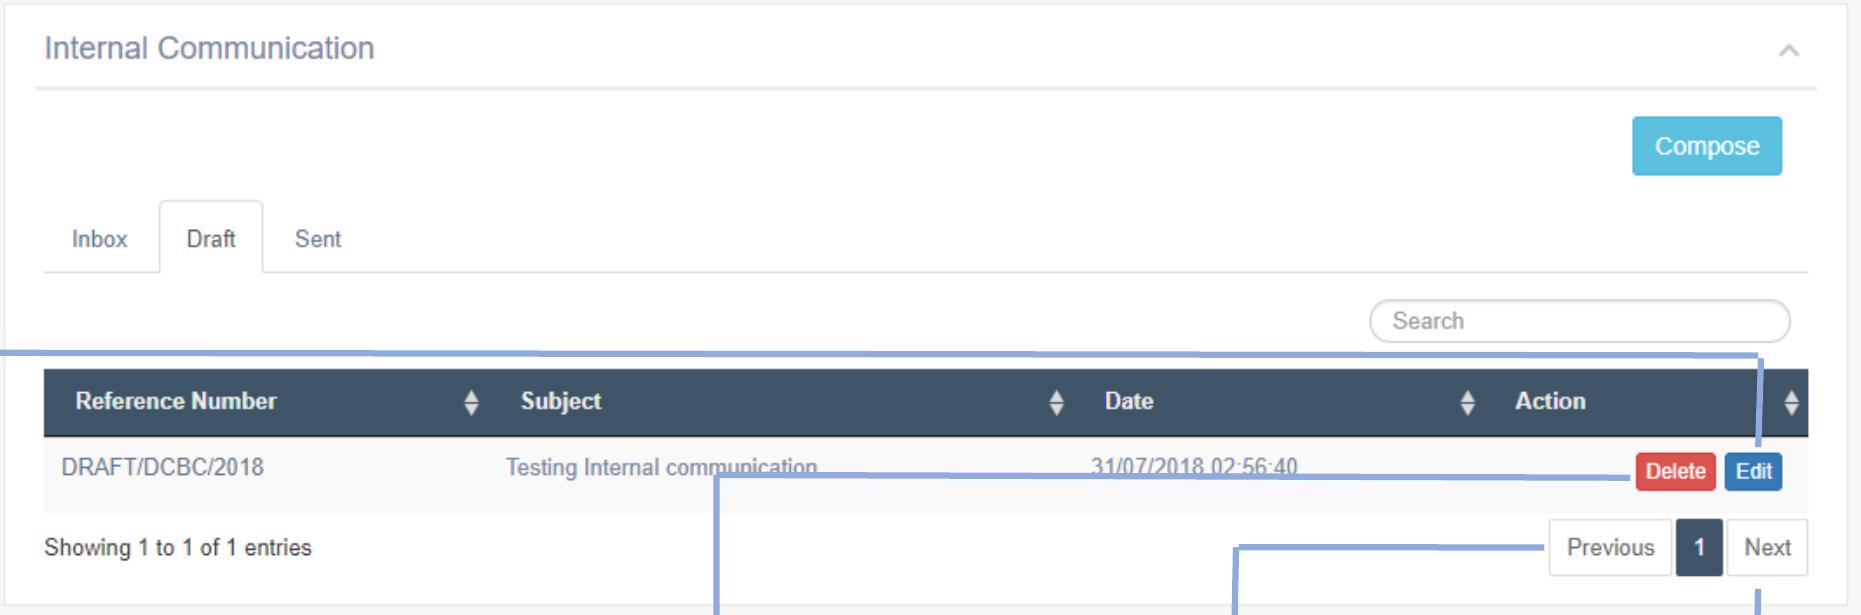 Internal Communication
Compose
Inbox Draft Sent
Search
Reference Number Subject Date Action
DRAFT/DCBC/2018 Testing Internal communication 31/07/2018 02:56:40 Delete Edit
Showing 1 to 1 of 1 entries Previous 1 Next